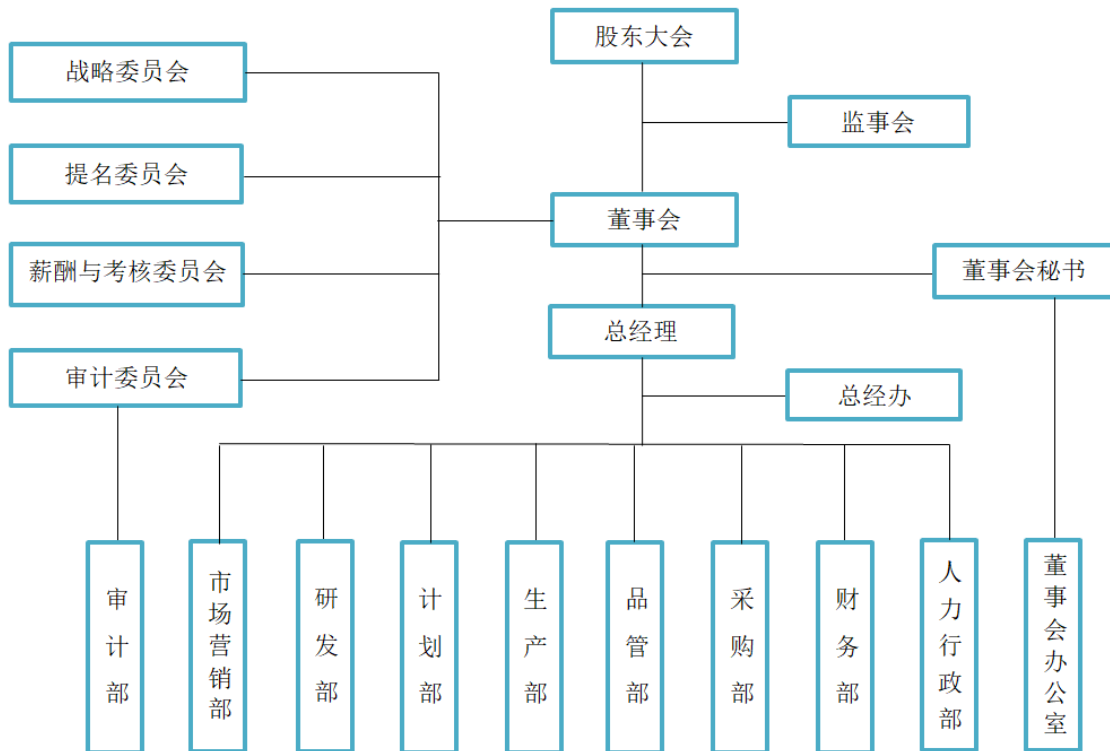 股东大会
战略委员会
监事会
提名委员会
董事会
薪酬与考核委员会
董事会秘书
总经理
审计委员会
总经办
审计部
市场营销部
研发部
计划部
生产部
品管部
采购部
财务部
人力行政部
董事会办公室